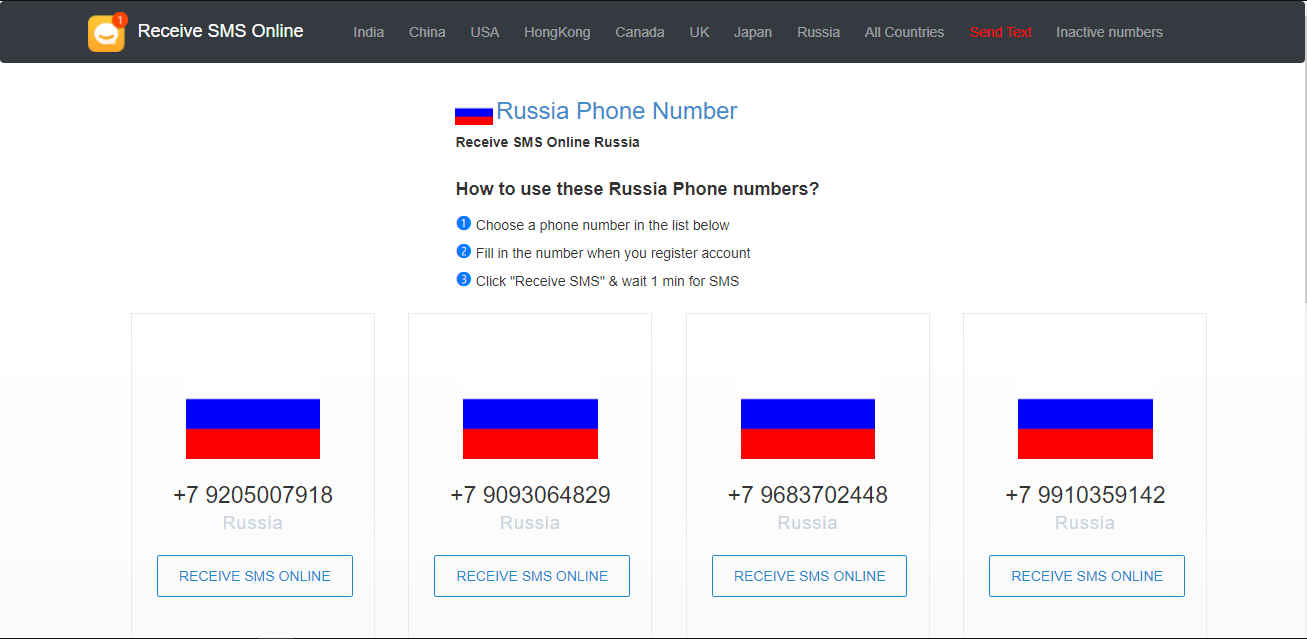 1
Receive SMS Online India China USA HongKong Canada UK Japan Russia All Countries Send Text Inactive numbers
Russia Phone Number
Receive SMS Online Russia
How to use these Russia Phone numbers?
1 Choose a phone number in the list below
2 Fill in the number when you register account
3 Click "Receive SMS" & wait 1 min for SMS
+7 9205007918 +7 9093064829 +7 9683702448 +7 9910359142
Russia Russia Russia Russia
RECEIVE SMS ONLINE RECEIVE SMS ONLINE RECEIVE SMS ONLINE RECEIVE SMS ONLINE